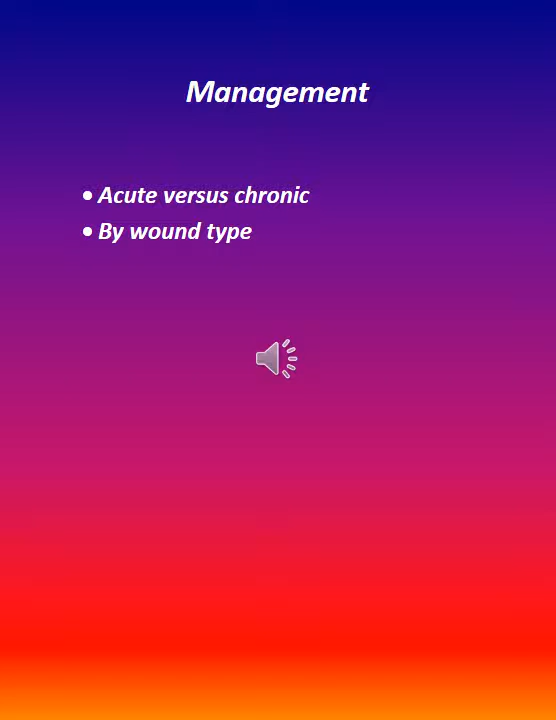 Management
• Acute versus chronic
• By wound type